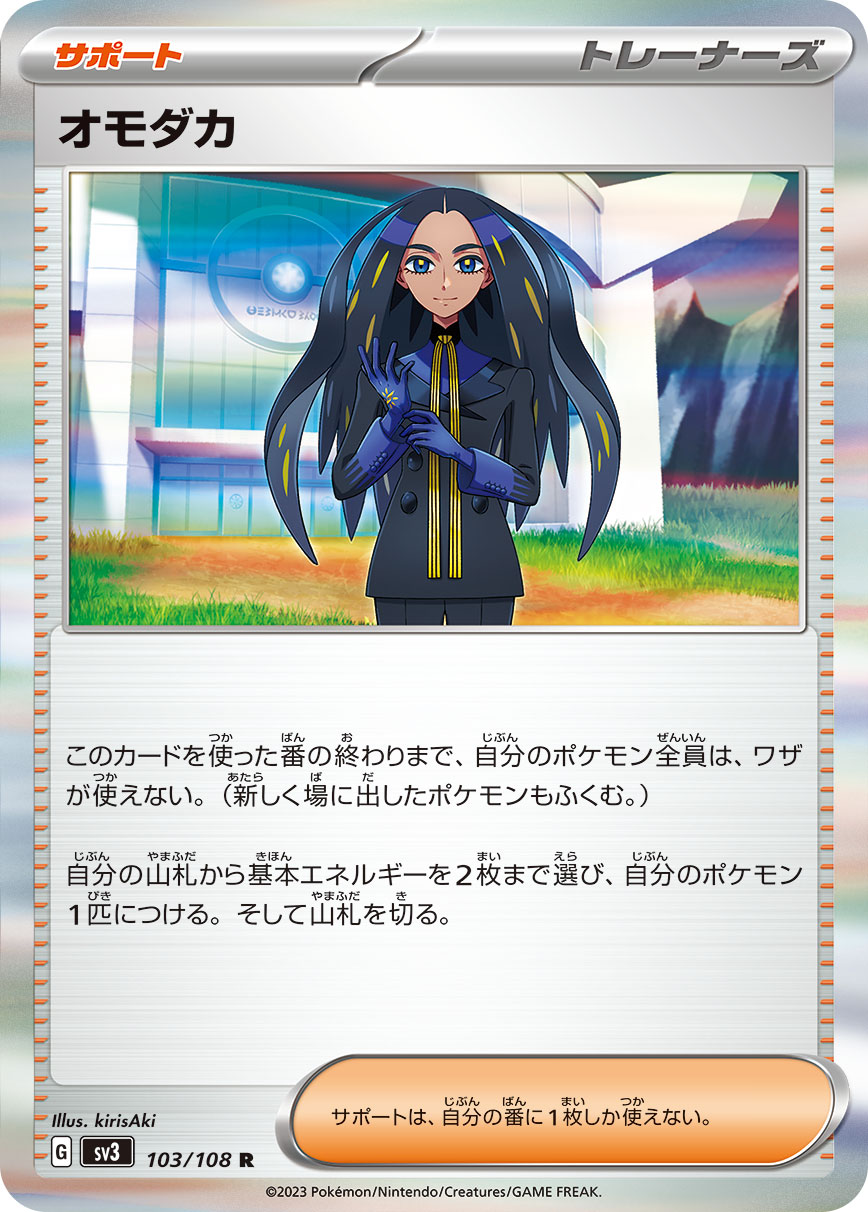 サポート
トレーナーズ
オモダカ
このカードを使った番の終わりまで、自分のポケモン全員は、ワザ
が使えない。（新しく場に出したポケモンもふくむ。）
自分の山札から基本エネルギーを2枚まで選び、自分のポケモン
1匹につける。そして山札を切る。
サポートは、自分の番に1枚しか使えない。
Illus. kirisAki
G sv3 103/108 R
©2023 Pokémon/Nintendo/Creatures/GAME FREAK.